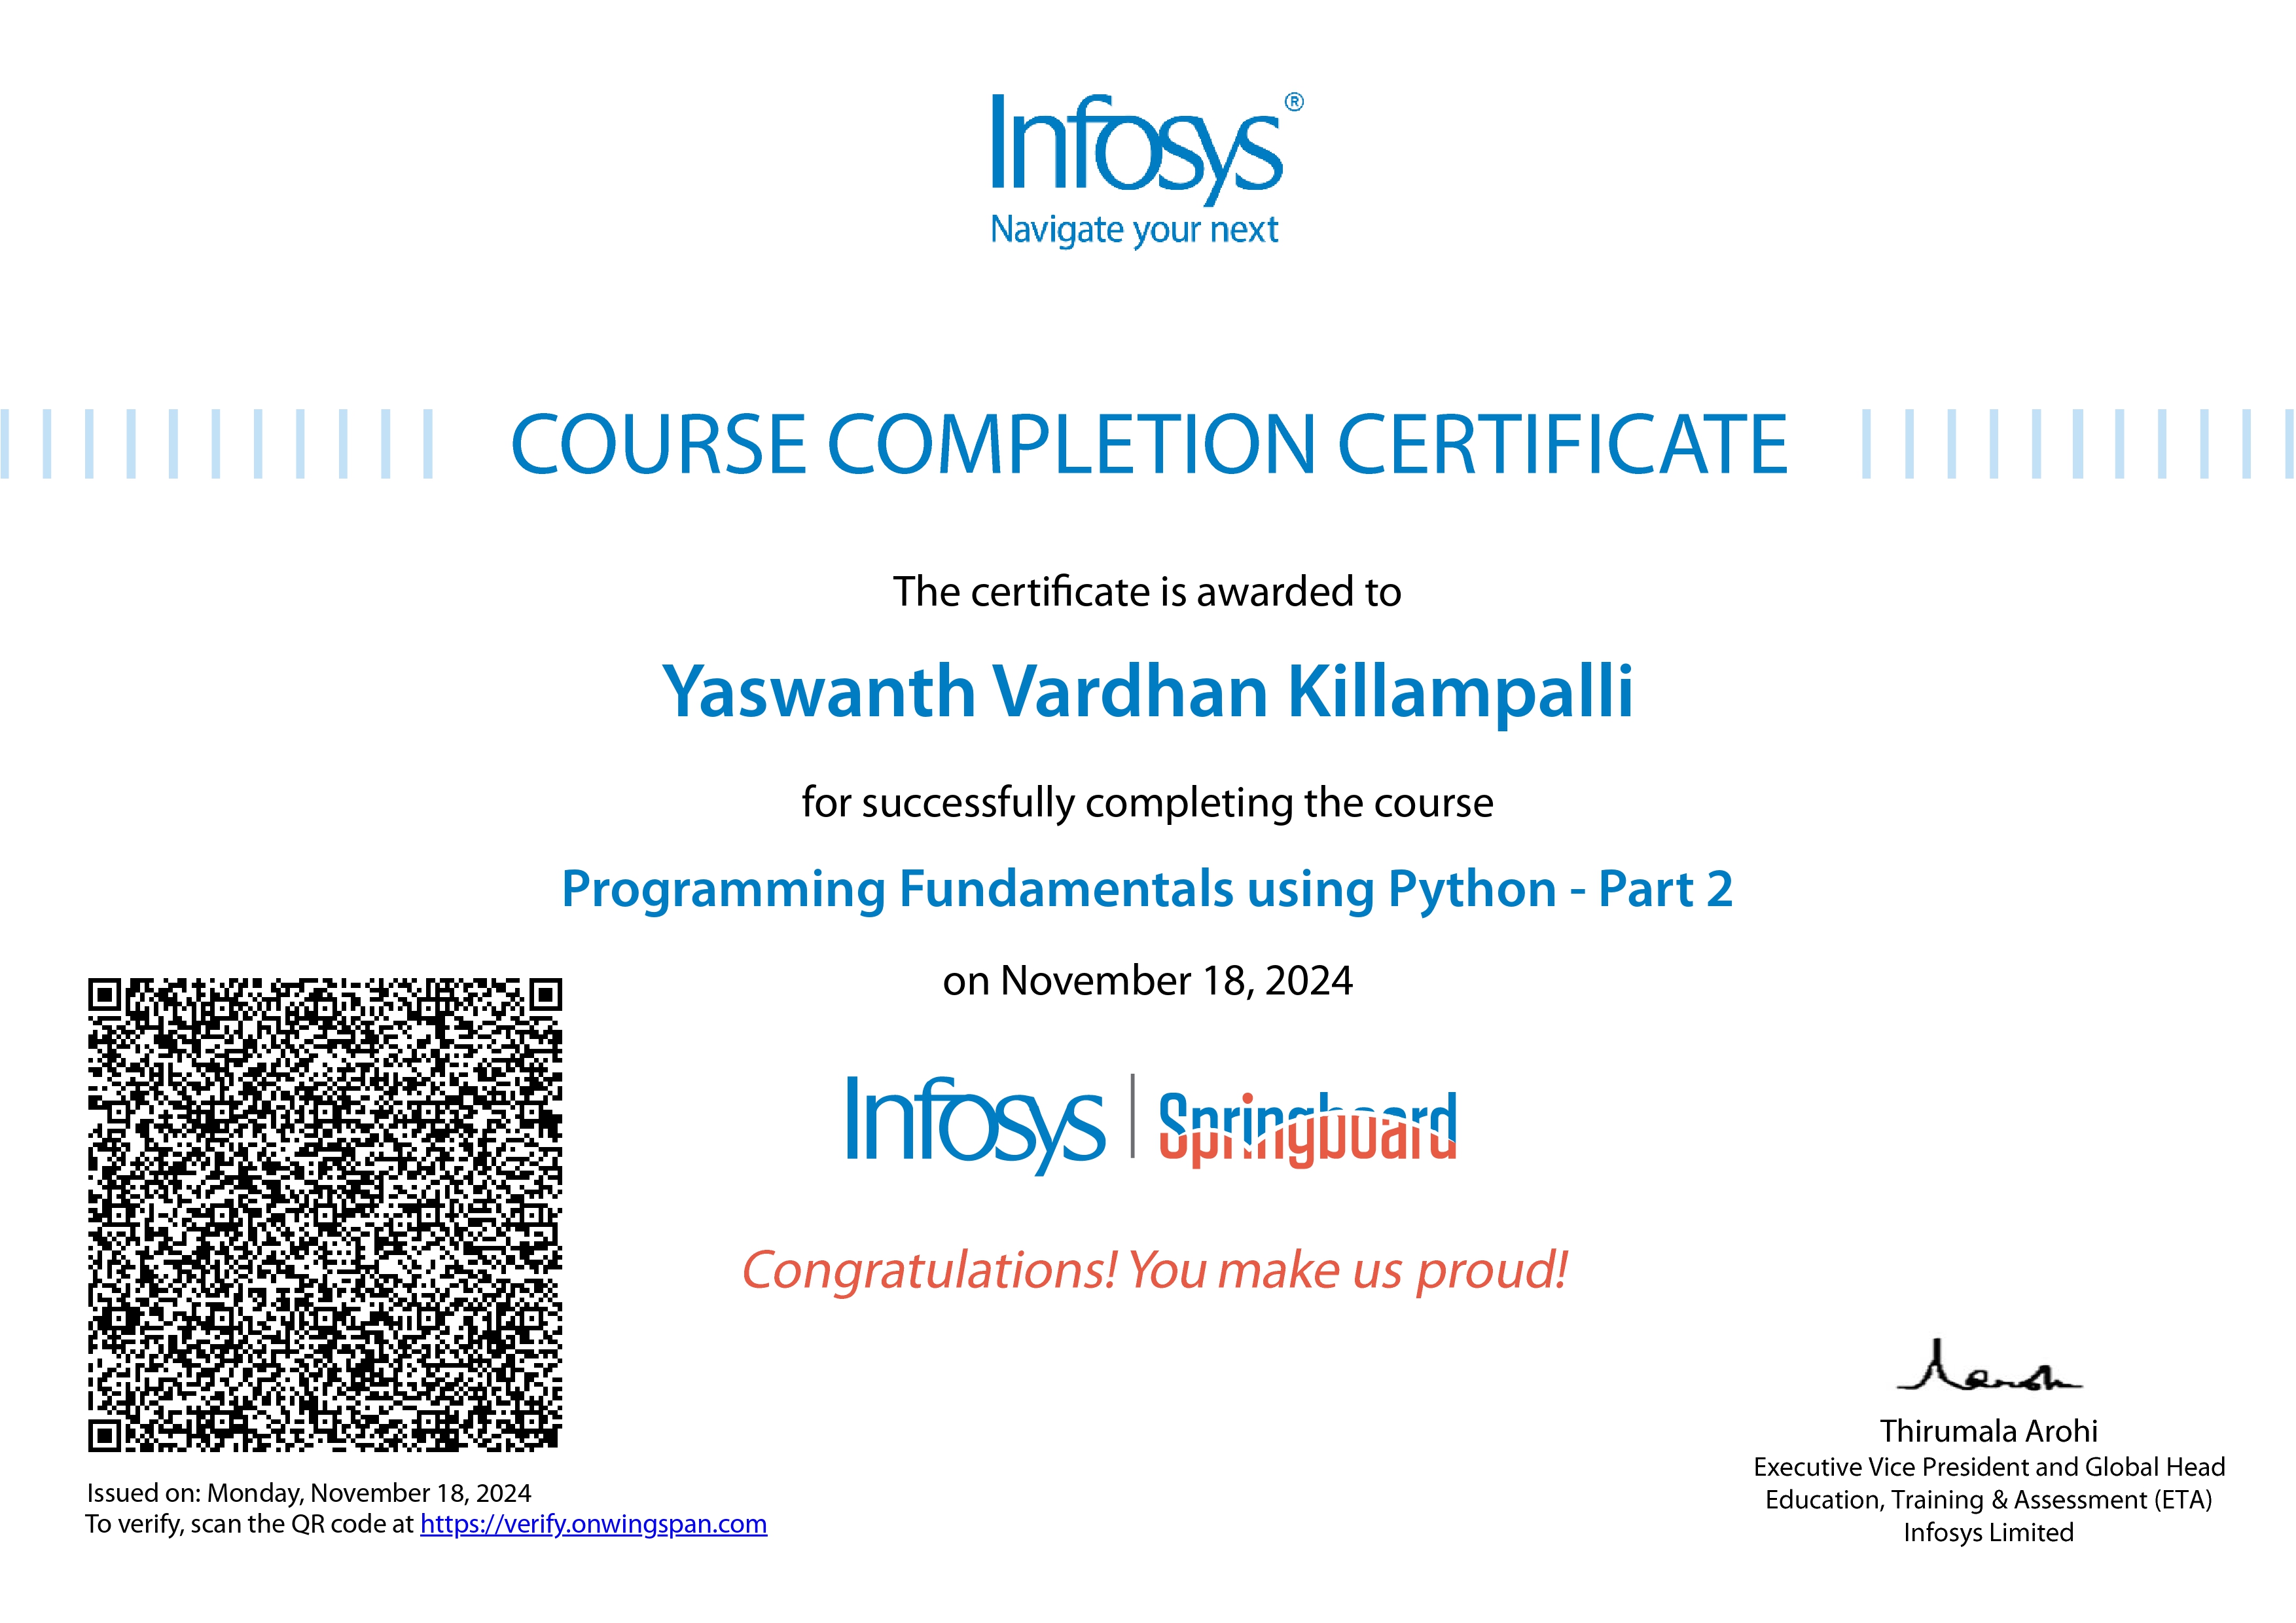 Infosys®
Navigate your next
COURSE COMPLETION CERTIFICATE
The certificate is awarded to
Yaswanth Vardhan Killampalli
for successfully completing the course
Programming Fundamentals using Python - Part 2
on November 18, 2024
Infosys | Springboard
Congratulations! You make us proud!
Issued on: Monday, November 18, 2024
To verify, scan the QR code at https://verify.onwingspan.com
Thirumala Arohi
Executive Vice President and Global Head
Education, Training & Assessment (ETA)
Infosys Limited